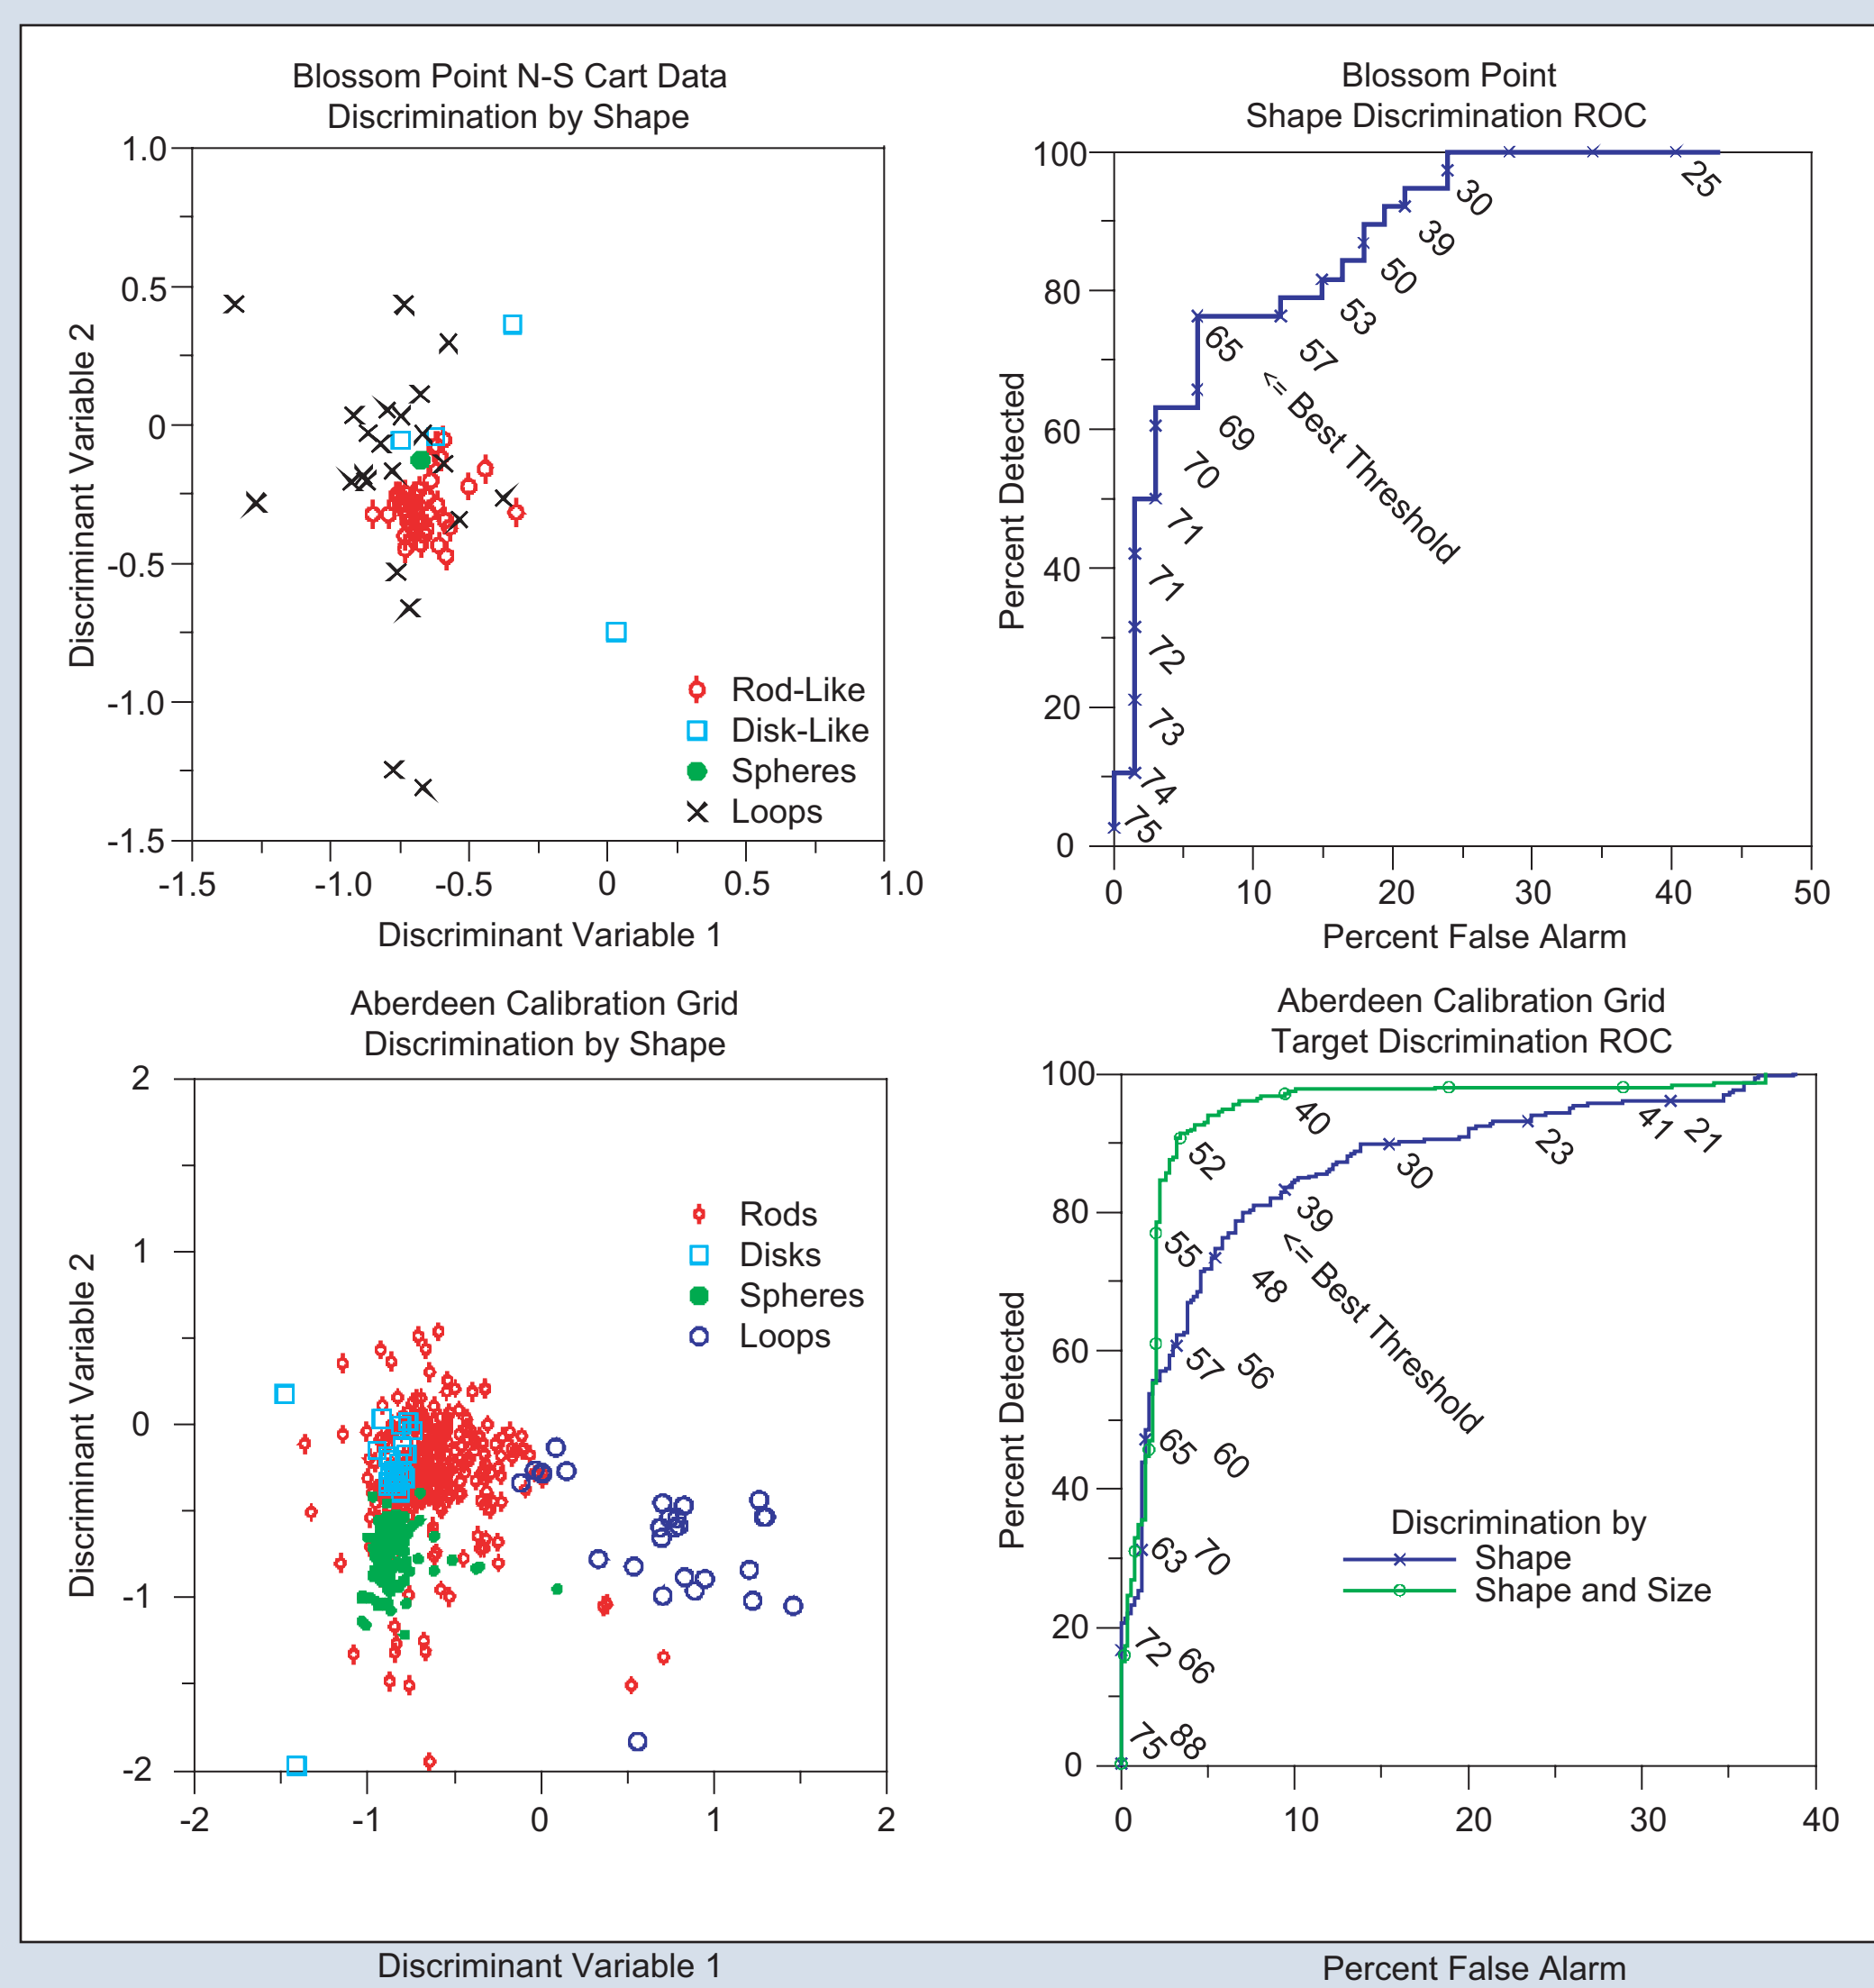 Blossom Point N-S Cart Data
Discrimination by Shape
1.0
0.5
0
-0.5
-1.0
-1.5
Discriminant Variable 2
Rod-Like
Disk-Like
Spheres
Loops
-1.5 -1.0 -0.5 0 0.5 1.0
Discriminant Variable 1
Blossom Point
Shape Discrimination ROC
100
80
60
40
20
0
Percent Detected
25
30
39
50
53
57
65
<= Best Threshold
69
70
71
71
72
73
74
75
0 10 20 30 40 50
Percent False Alarm
Aberdeen Calibration Grid
Discrimination by Shape
2
1
0
-1
-2
Discriminant Variable 2
Rods
Disks
Spheres
Loops
-2 -1 0 1 2
Discriminant Variable 1
Aberdeen Calibration Grid
Target Discrimination ROC
100
80
60
40
20
0
Percent Detected
40
41 21
23
52
30
39
<= Best Threshold
55
48
57 56
65 60
63 70
72 66
75 88
Discrimination by
Shape
Shape and Size
0 10 20 30 40
Percent False Alarm